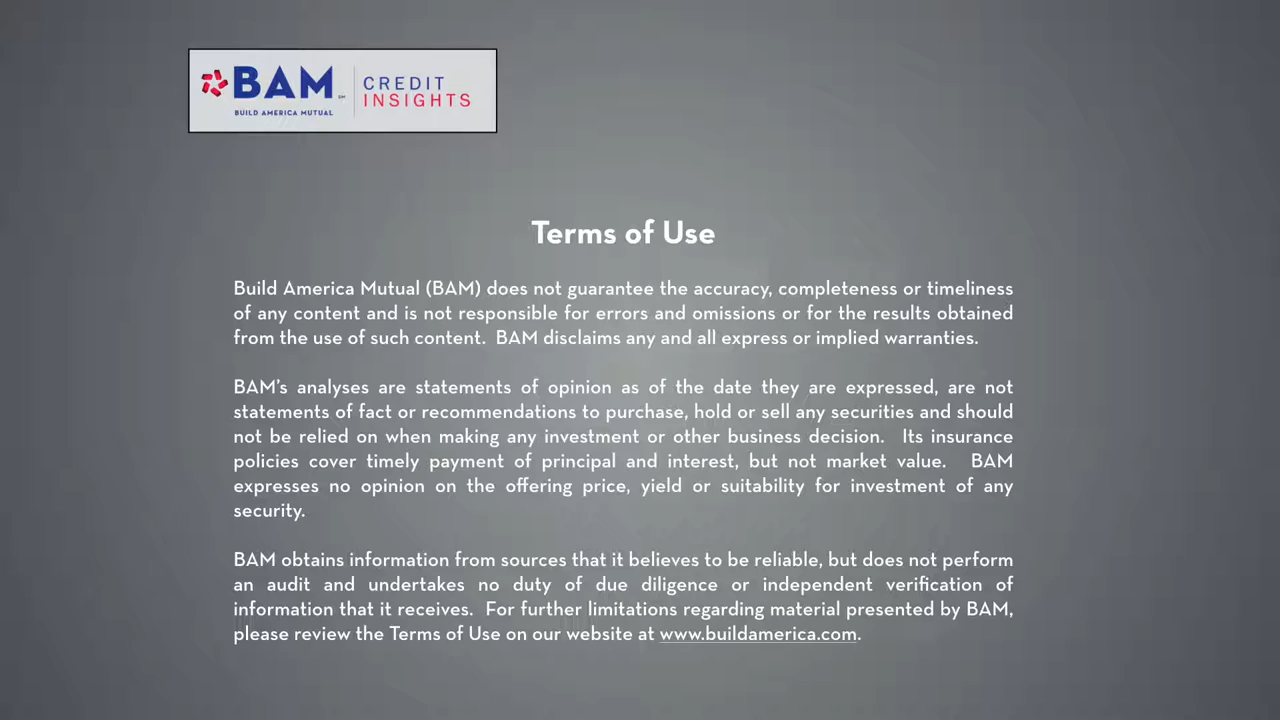 BAM
SM
BUILD AMERICA MUTUAL
CREDIT
INSIGHTS
Terms of Use
Build America Mutual (BAM) does not guarantee the accuracy, completeness or timeliness
of any content and is not responsible for errors and omissions or for the results obtained
from the use of such content. BAM disclaims any and all express or implied warranties.
BAM's analyses are statements of opinion as of the date they are expressed, are not
statements of fact or recommendations to purchase, hold or sell any securities and should
not be relied on when making any investment or other business decision. Its insurance
policies cover timely payment of principal and interest, but not market value. BAM
expresses no opinion on the offering price, yield or suitability for investment of any
security.
BAM obtains information from sources that it believes to be reliable, but does not perform
an audit and undertakes no duty of due diligence or independent verification of
information that it receives. For further limitations regarding material presented by BAM,
please review the Terms of Use on our website at www.buildamerica.com.